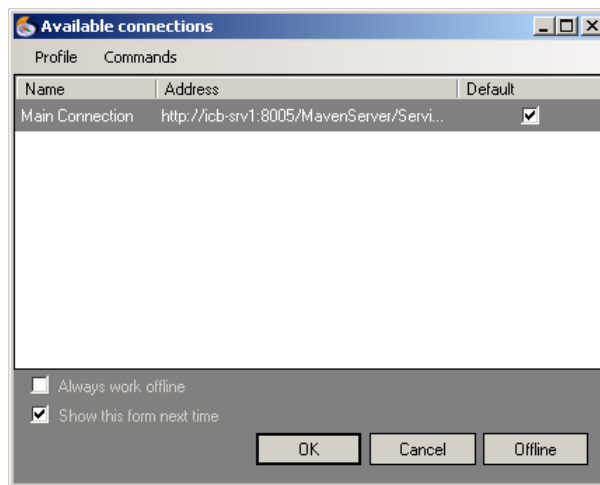 Available connections
Profile Commands
Name Address Default
Main Connection http://icb-srv1:8005/MavenServer/Servi...
Always work offline
Show this form next time
OK Cancel Offline